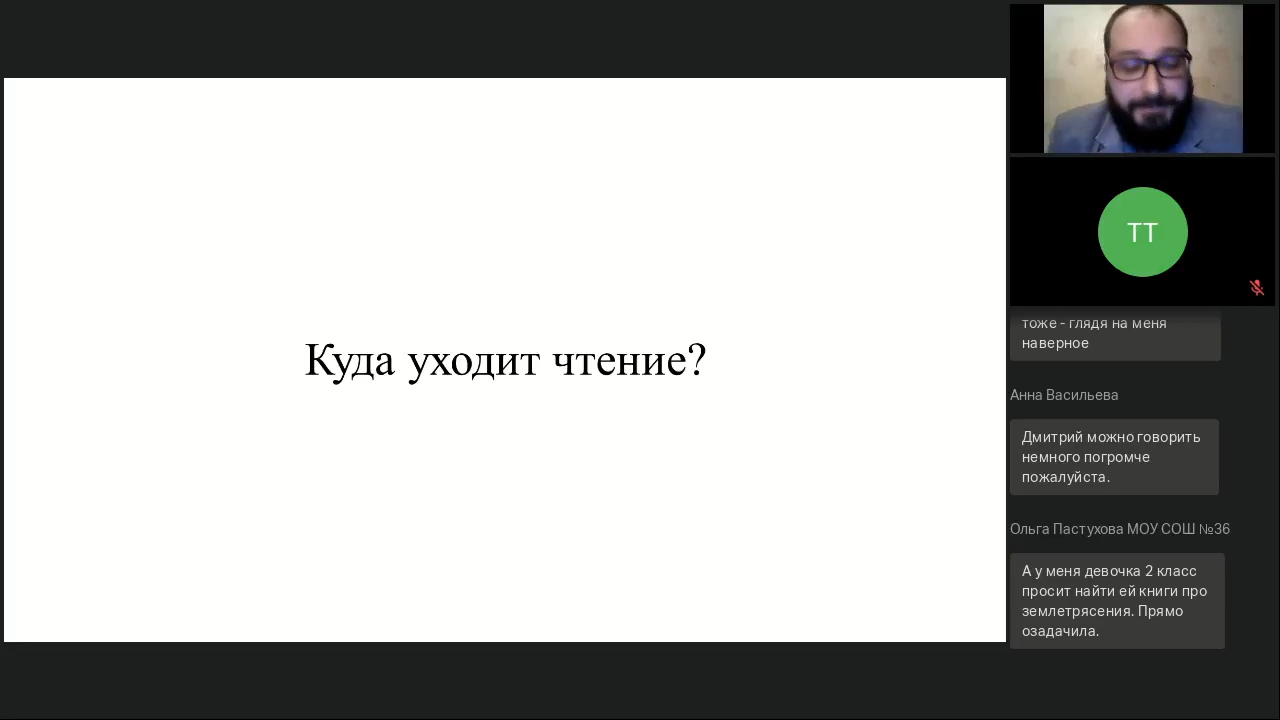 Куда уходит чтение?
ТТ
тоже - глядя на меня
наверное
Анна Васильева
Дмитрий можно говорить
немного погромче
пожалуйста.
Ольга Пастухова МОУ СОШ №36
А у меня девочка 2 класс
просит найти ей книги про
землетрясения. Прямо
озадачила.